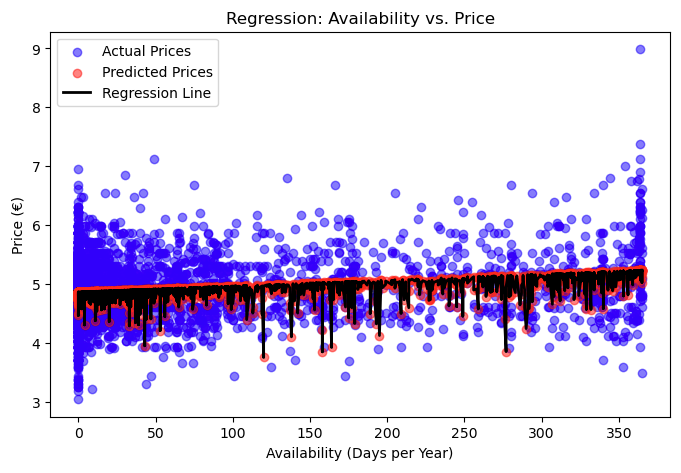 Regression: Availability vs. Price
Actual Prices
Predicted Prices
Regression Line
Price (€)
9
8
7
6
5
4
3
0 50 100 150 200 250 300 350
Availability (Days per Year)